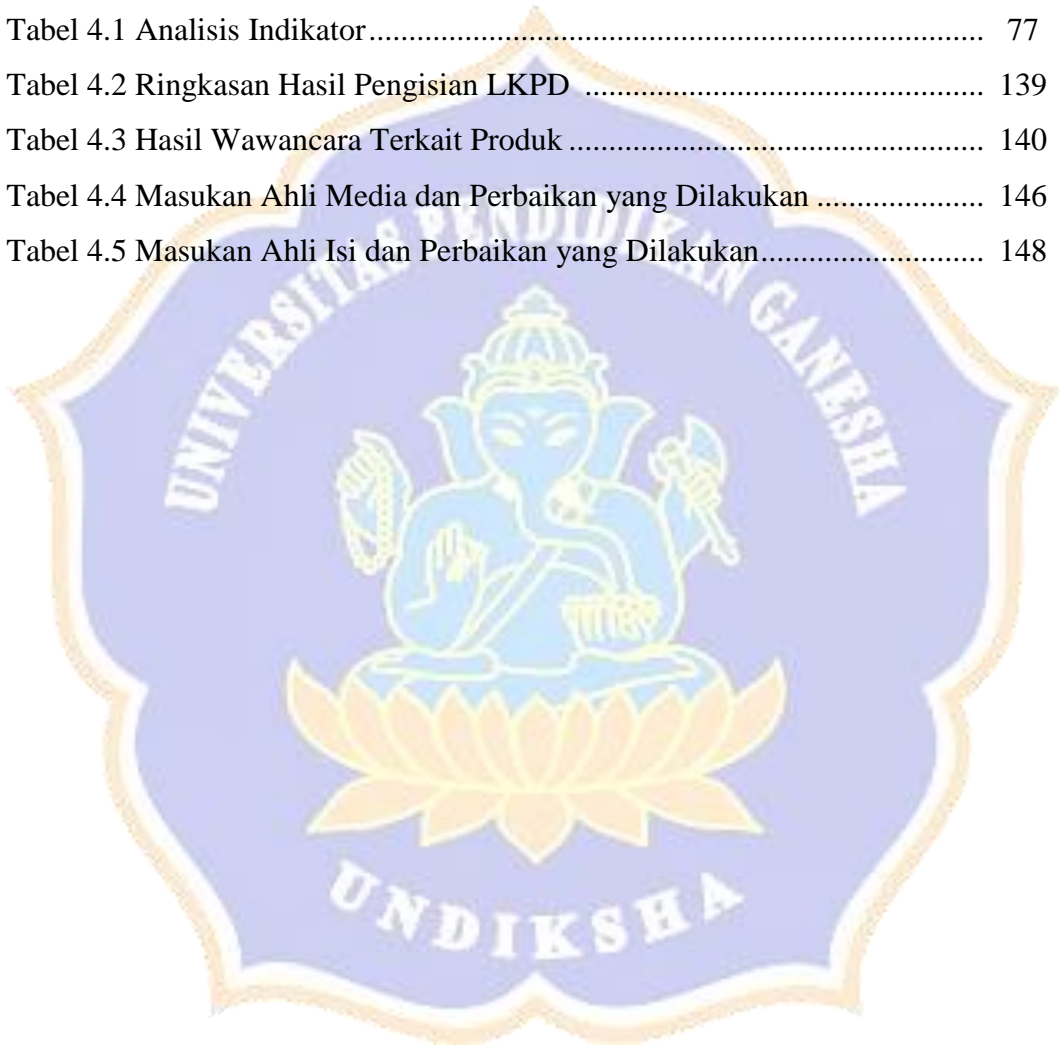 Tabel 4.1 Analisis Indikator............................................................................. 77
Tabel 4.2 Ringkasan Hasil Pengisian LKPD .................................................. 139
Tabel 4.3 Hasil Wawancara Terkait Produk .................................................... 140
Tabel 4.4 Masukan Ahli Media dan Perbaikan yang Dilakukan ..................... 146
Tabel 4.5 Masukan Ahli Isi dan Perbaikan yang Dilakukan............................ 148
UNIVERSITAS PENDIDIKAN GANESHA
UNDIKSHA